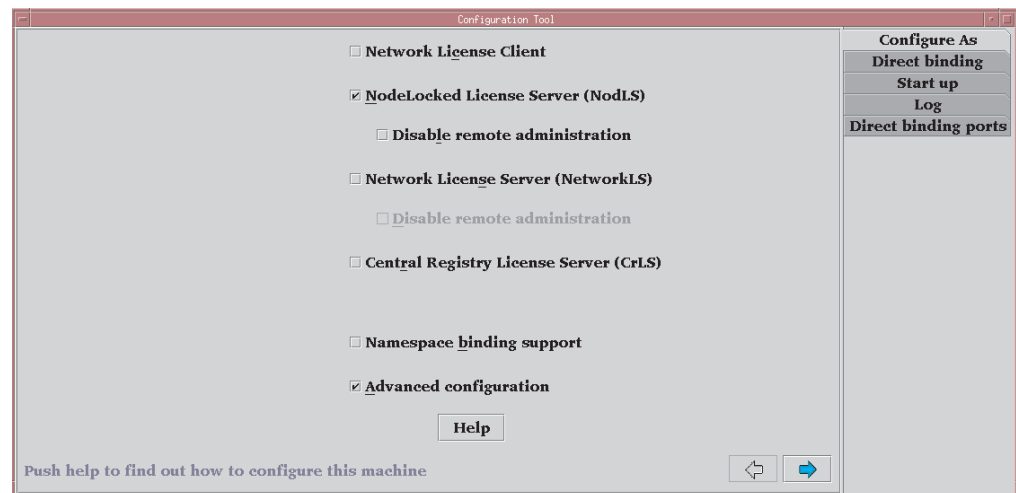 Configuration Tool
Network License Client
NodeLocked License Server (NodLS)
Disable remote administration
Network License Server (NetworkLS)
Disable remote administration
Central Registry License Server (CrLS)
Namespace binding support
Advanced configuration
Help
Push help to find out how to configure this machine
Configure As
Direct binding
Start up
Log
Direct binding ports